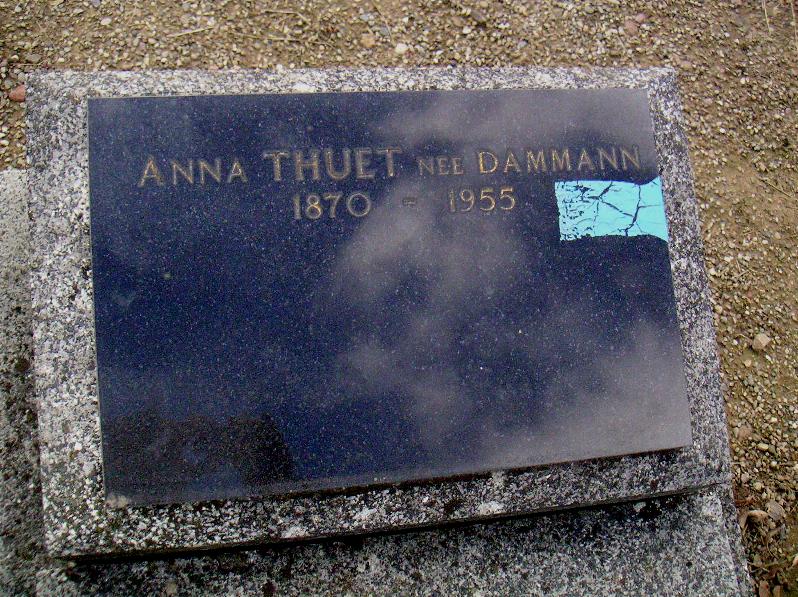 ANNA THUET NEE DAMMANN
1870 - 1955